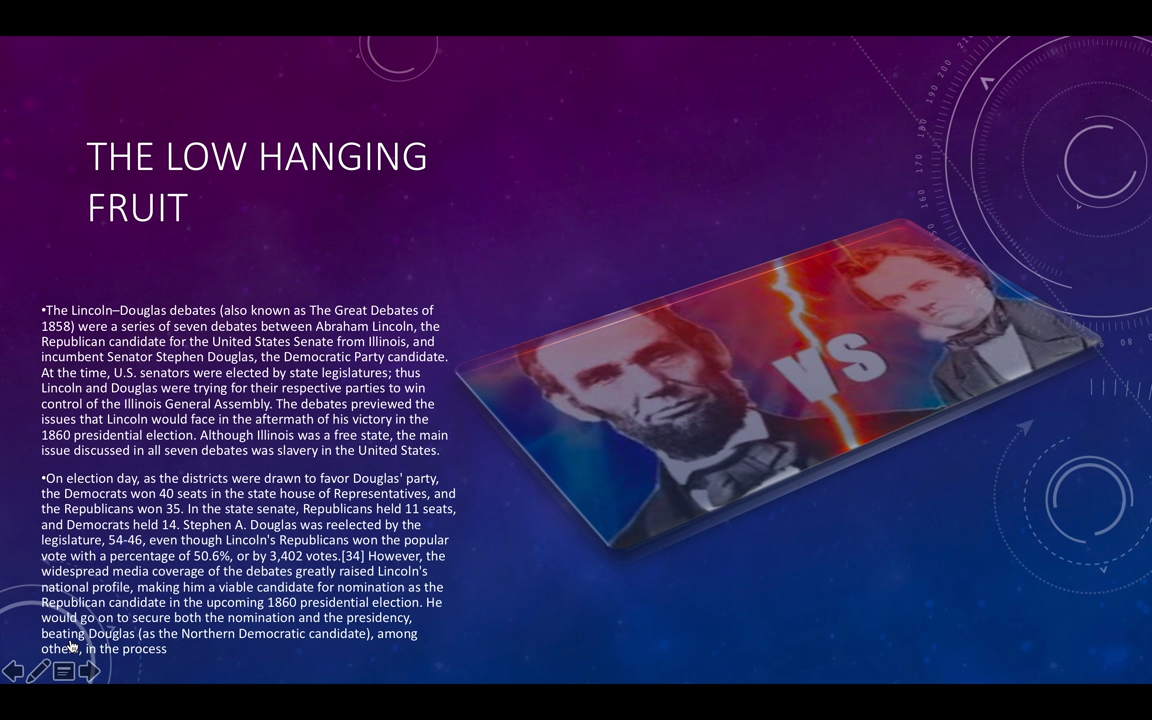 THE LOW HANGING
FRUIT
•The Lincoln–Douglas debates (also known as The Great Debates of
1858) were a series of seven debates between Abraham Lincoln, the
Republican candidate for the United States Senate from Illinois, and
incumbent Senator Stephen Douglas, the Democratic Party candidate.
At the time, U.S. senators were elected by state legislatures; thus
Lincoln and Douglas were trying for their respective parties to win
control of the Illinois General Assembly. The debates previewed the
issues that Lincoln would face in the aftermath of his victory in the
1860 presidential election. Although Illinois was a free state, the main
issue discussed in all seven debates was slavery in the United States.
•On election day, as the districts were drawn to favor Douglas' party,
the Democrats won 40 seats in the state house of Representatives, and
the Republicans won 35. In the state senate, Republicans held 11 seats,
and Democrats held 14. Stephen A. Douglas was reelected by the
legislature, 54-46, even though Lincoln's Republicans won the popular
vote with a percentage of 50.6%, or by 3,402 votes.[34] However, the
widespread media coverage of the debates greatly raised Lincoln's
national profile, making him a viable candidate for nomination as the
Republican candidate in the upcoming 1860 presidential election. He
would go on to secure both the nomination and the presidency,
beating Douglas (as the Northern Democratic candidate), among
others, in the process
VS
200
190
180
170
160